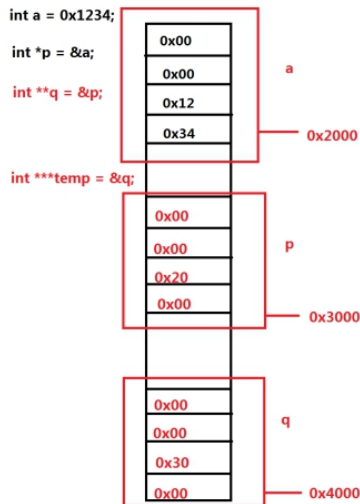 int a = 0x1234;
int *p = &a;
int **q = &p;
0x00
0x00
0x12
0x34
a
0x2000
int ***temp = &q;
0x00
0x00
0x20
0x00
p
0x3000
0x00
0x00
0x30
0x00
q
0x4000